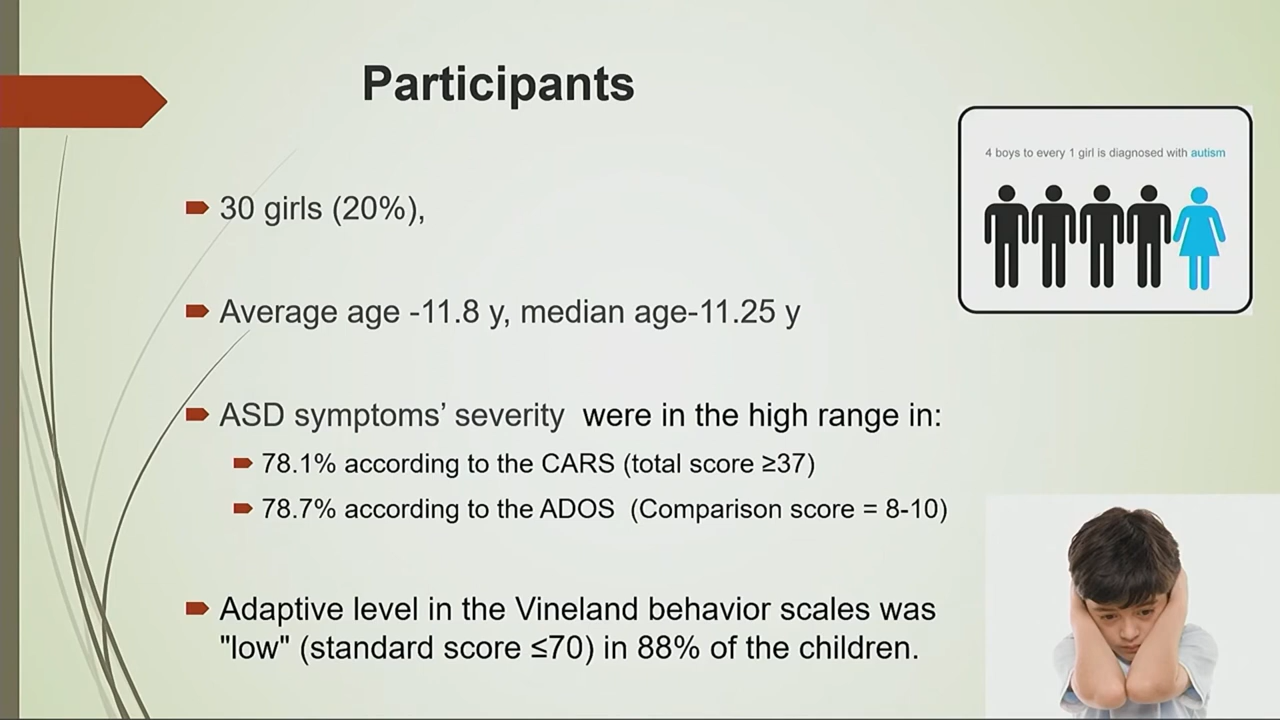 Participants
4 boys to every 1 girl is diagnosed with autism
30 girls (20%),
Average age -11.8 y, median age-11.25 y
ASD symptoms’ severity were in the high range in:
78.1% according to the CARS (total score ≥37)
78.7% according to the ADOS (Comparison score = 8-10)
Adaptive level in the Vineland behavior scales was
"low" (standard score ≤70) in 88% of the children.